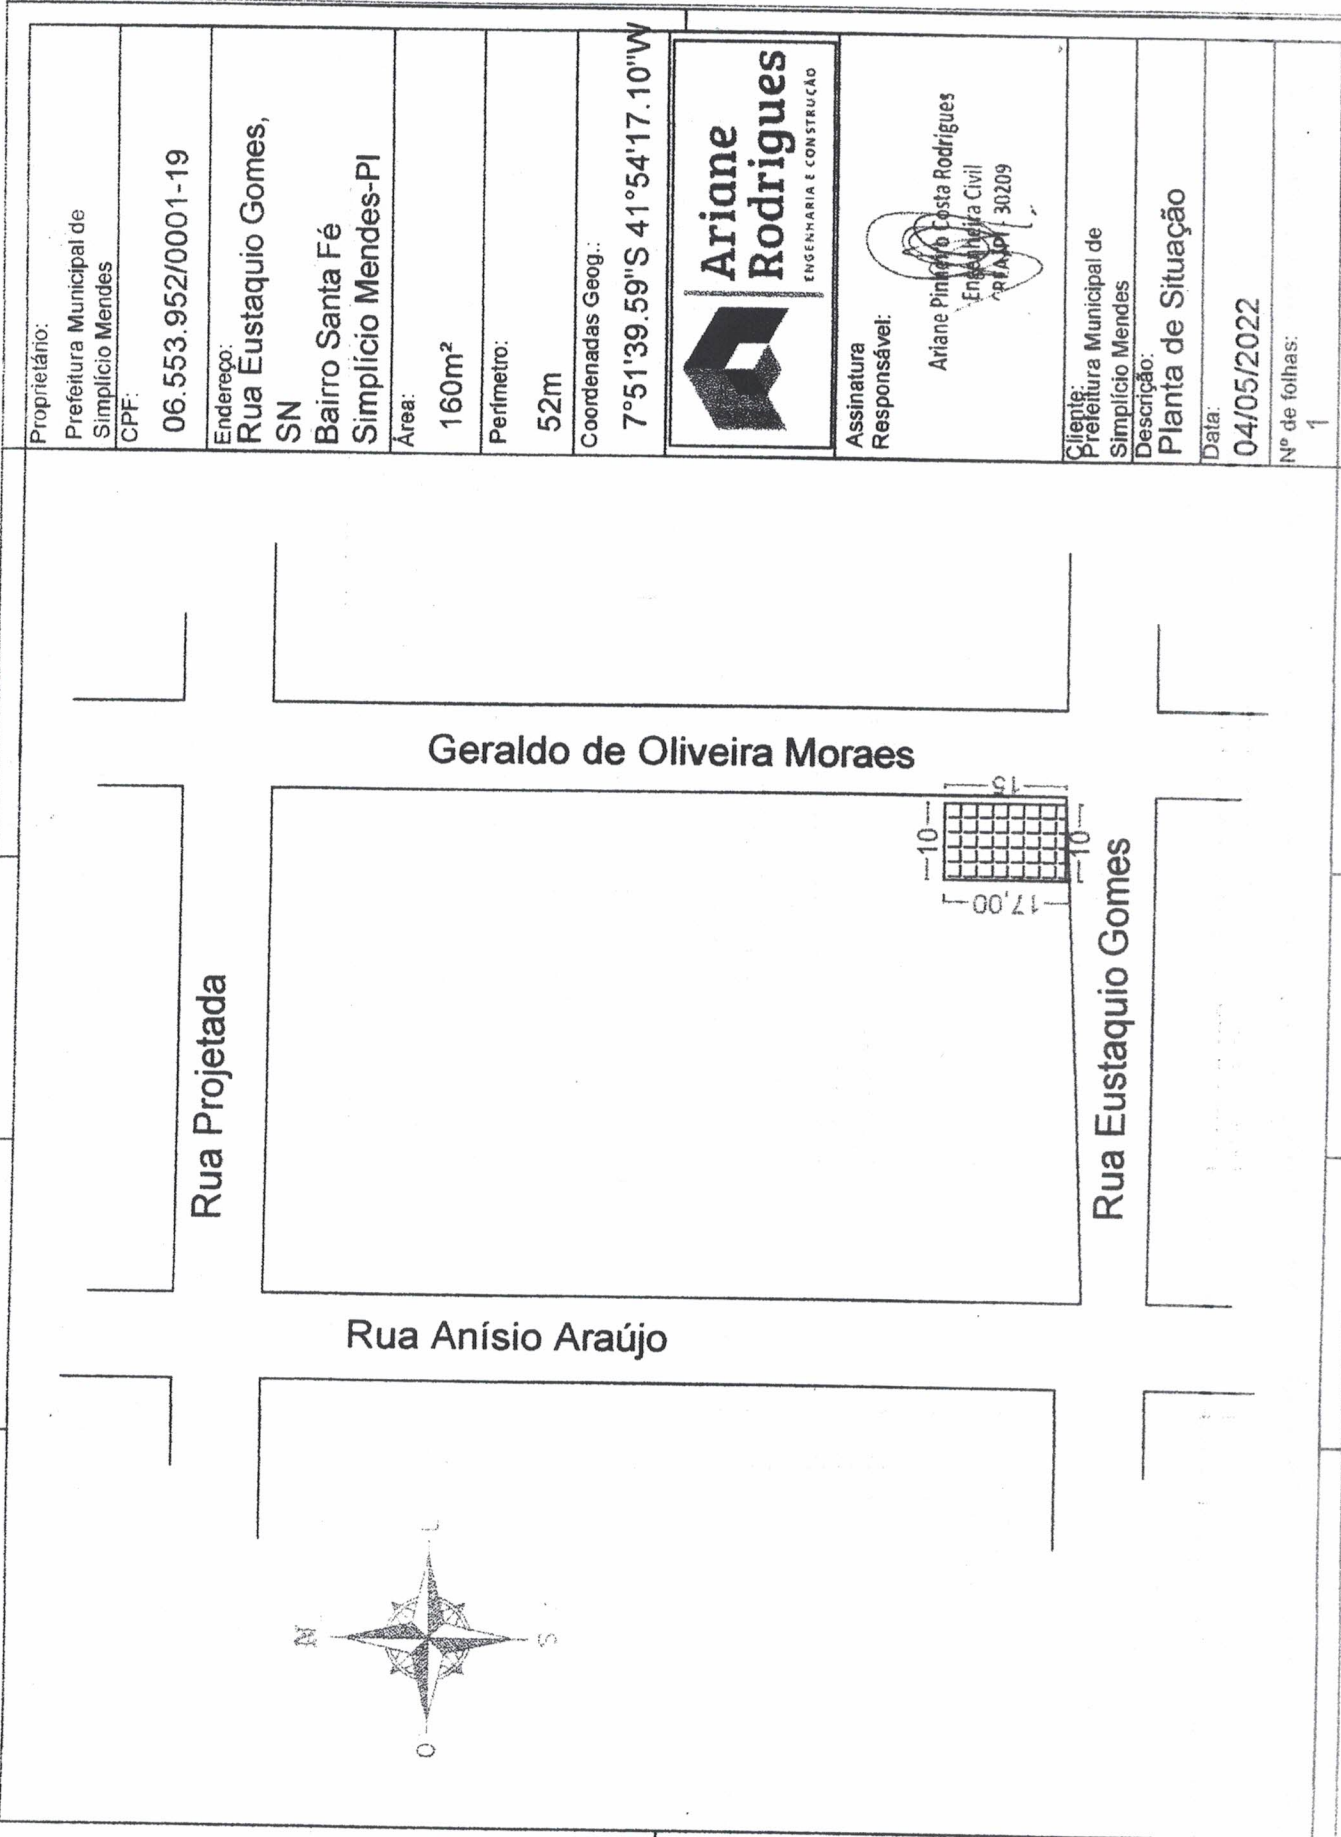 Proprietário:
Prefeitura Municipal de
Simplício Mendes
CPF:
06.553.952/0001-19
Endereço:
Rua Eustaquio Gomes,
SN
Bairro Santa Fé
Simplício Mendes-PI
Área:
160m²
Perímetro:
52m
Coordenadas Geog.:
7°51'39.59"S 41°54'17.10"W
Ariane
Rodrigues
ENGENHARIA E CONSTRUÇÃO
Assinatura
Responsável:
Ariane Pinheiro Costa Rodrigues
Engenheira Civil
30209
Cliente:
Prefeitura Municipal de
Simplício Mendes
Descrição:
Planta de Situação
Data:
04/05/2022
Nº de folhas:
1
Rua Projetada
Geraldo de Oliveira Moraes
10
15
17,00
10
Rua Eustaquio Gomes
Rua Anísio Araújo
N
L
S
O